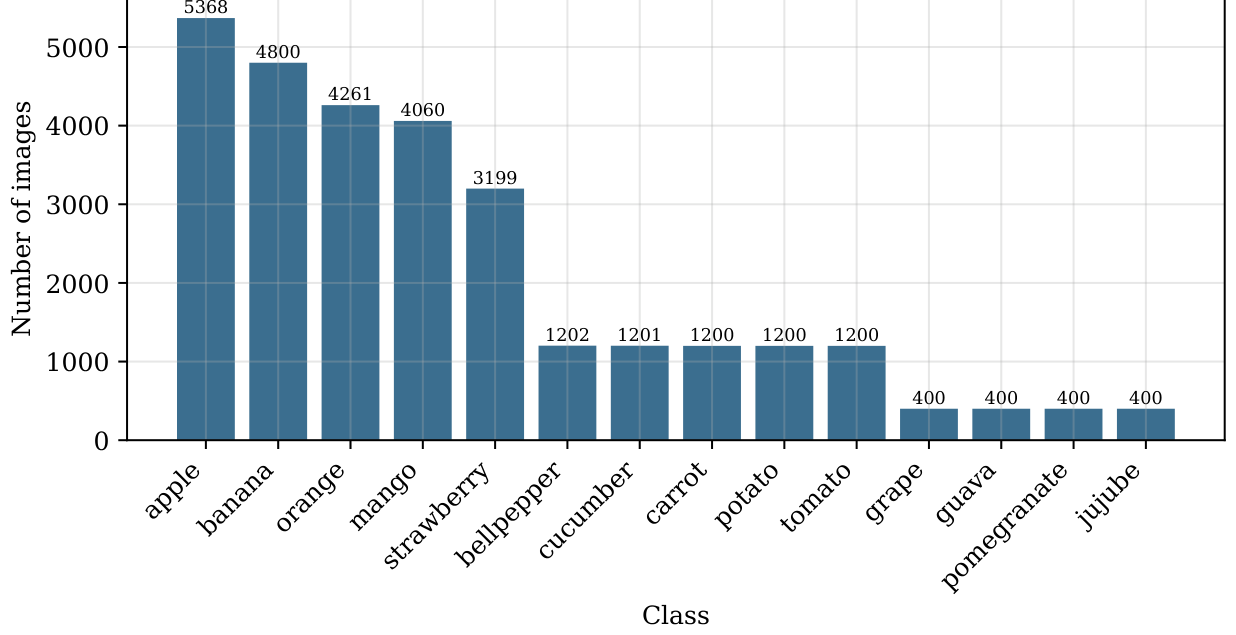 5368
4800
4261
4060
3199
1202
1201
1200
1200
1200
400
400
400
400
5000
4000
3000
2000
1000
0
Number of images
apple
banana
orange
mango
strawberry
bellpepper
cucumber
carrot
potato
tomato
grape
guava
pomegranate
jujube
Class